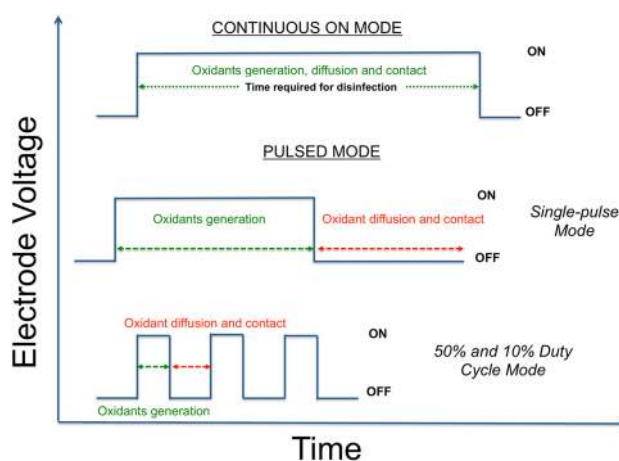 CONTINUOUS ON MODE
ON
Oxidants generation, diffusion and contact
Time required for disinfection
OFF
PULSED MODE
ON
Oxidants generation
Oxidant diffusion and contact
Single-pulse
Mode
OFF
Oxidant diffusion and contact
ON
50% and 10% Duty
Cycle Mode
OFF
Oxidants generation
Electrode Voltage
Time